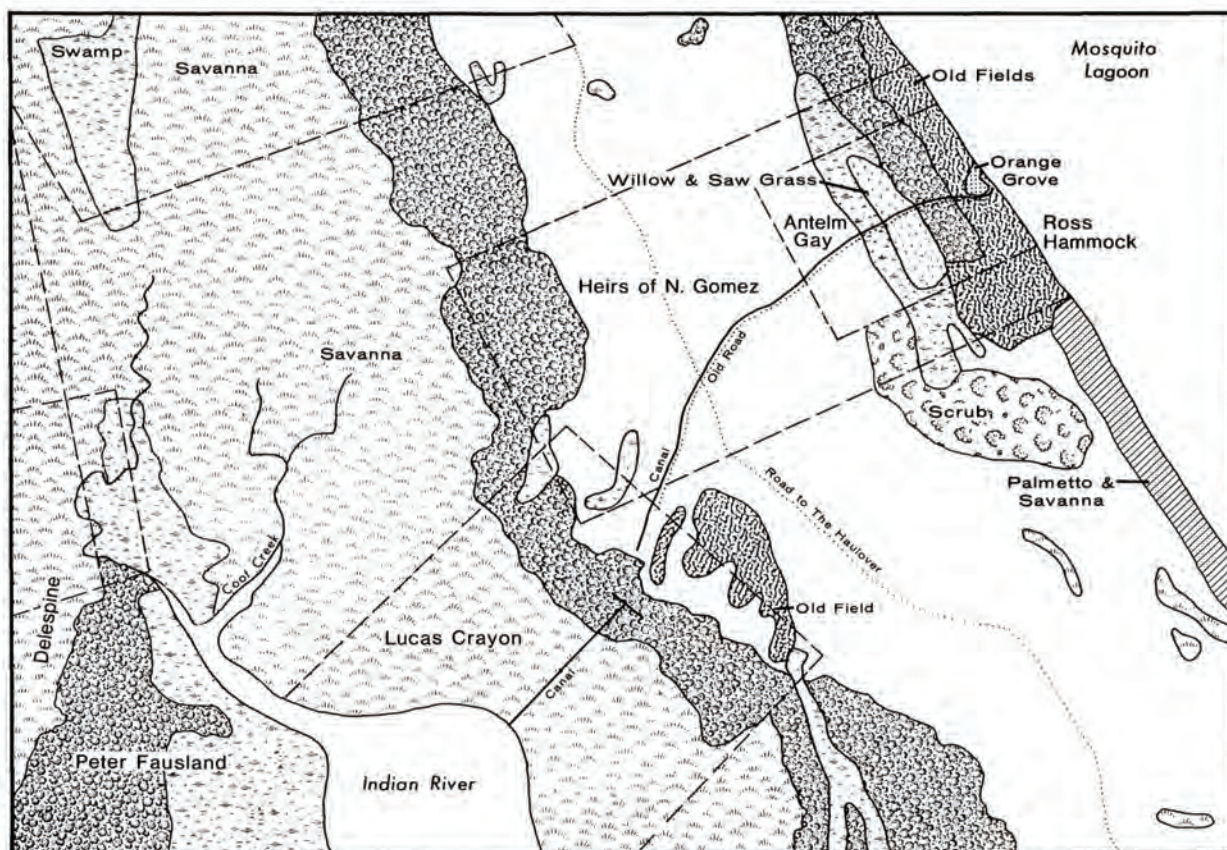 Swamp
Savanna
Mosquito
Lagoon
Old Fields
Willow & Saw Grass
Orange
Grove
Antelm
Gay
Ross
Hammock
Heirs of N. Gomez
Savanna
Old Road
Scrub
Canal
Road to The Haulover
Palmetto &
Savanna
Cool Creek
Old Field
Delespine
Lucas Crayon
Canal
Peter Fausland
Indian River